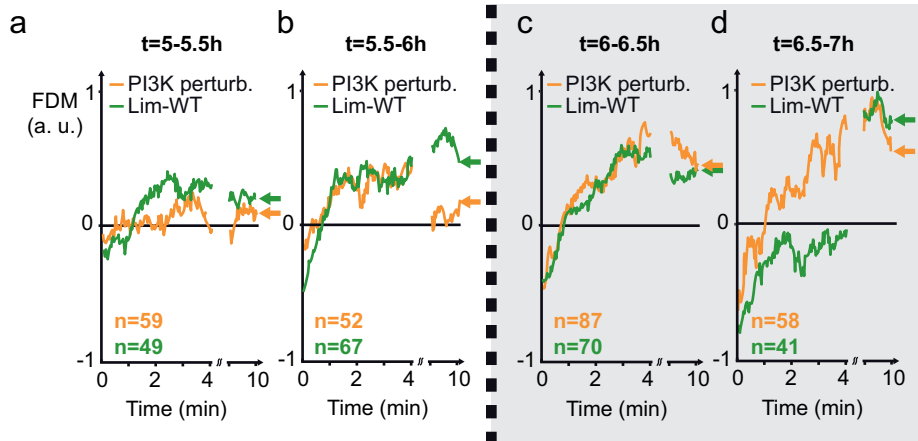 a
t=5-5.5h
b
t=5.5-6h
c
t=6-6.5h
d
t=6.5-7h
FDM
(a. u.)
1
0
-1
PI3K perturb.
Lim-WT
n=59
n=49
0 2 4 // 10
Time (min)
1
0
-1
PI3K perturb.
Lim-WT
n=52
n=67
0 2 4 // 10
Time (min)
1
0
-1
PI3K perturb.
Lim-WT
n=87
n=70
0 2 4 // 10
Time (min)
1
0
-1
PI3K perturb.
Lim-WT
n=58
n=41
0 2 4 // 10
Time (min)